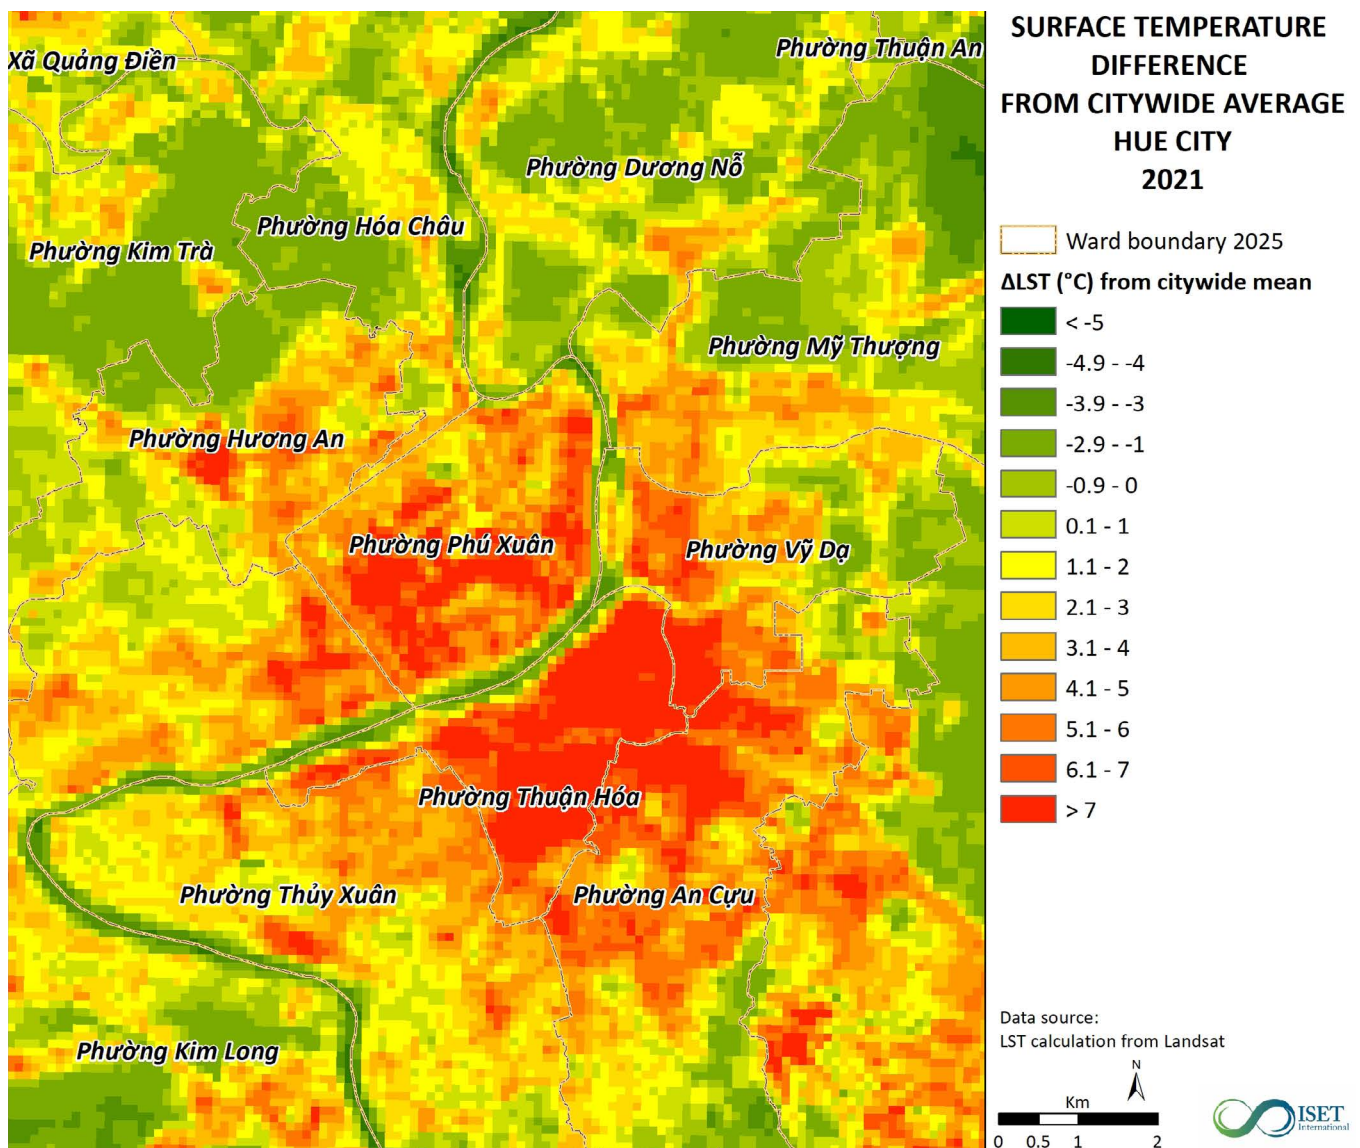 SURFACE TEMPERATURE
DIFFERENCE
FROM CITYWIDE AVERAGE
HUE CITY
2021
Ward boundary 2025
ΔLST (°C) from citywide mean
< -5
-4.9 - -4
-3.9 - -3
-2.9 - -1
-0.9 - 0
0.1 - 1
1.1 - 2
2.1 - 3
3.1 - 4
4.1 - 5
5.1 - 6
6.1 - 7
> 7
Phường Thuận An
Xã Quảng Điền
Phường Dương Nỗ
Phường Hóa Châu
Phường Kim Trà
Phường Mỹ Thượng
Phường Hương An
Phường Phú Xuân
Phường Vỹ Dạ
Phường Thuận Hóa
Phường Thủy Xuân
Phường An Cựu
Phường Kim Long
Data source:
LST calculation from Landsat
N
Km
0 0.5 1 2
ISET
International